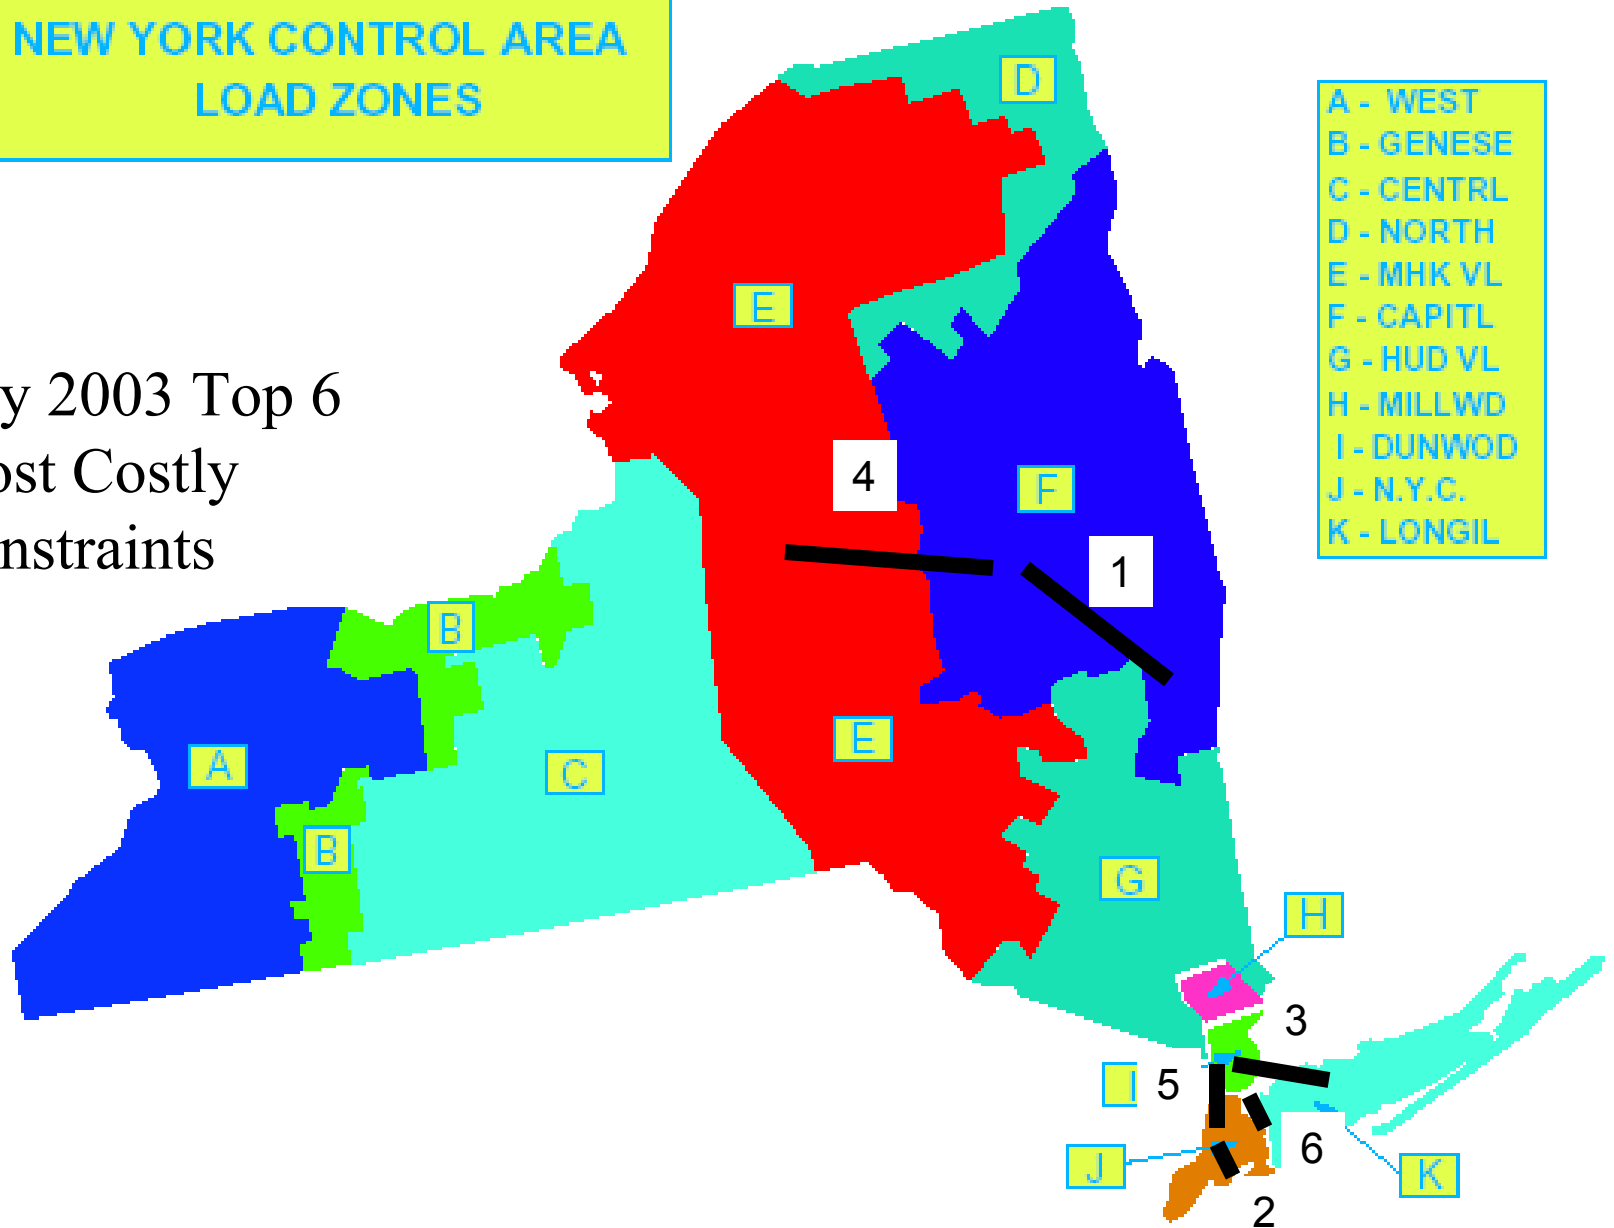 NEW YORK CONTROL AREA
LOAD ZONES
D
A - WEST
B - GENESE
C - CENTRL
D - NORTH
E - MHK VL
F - CAPITL
G - HUD VL
H - MILLWD
I - DUNWOD
J - N.Y.C.
K - LONGIL
E
y 2003 Top 6
ost Costly
nstraints
4
F
1
B
E
A
C
B
G
H
3
I
5
6
J
K
2